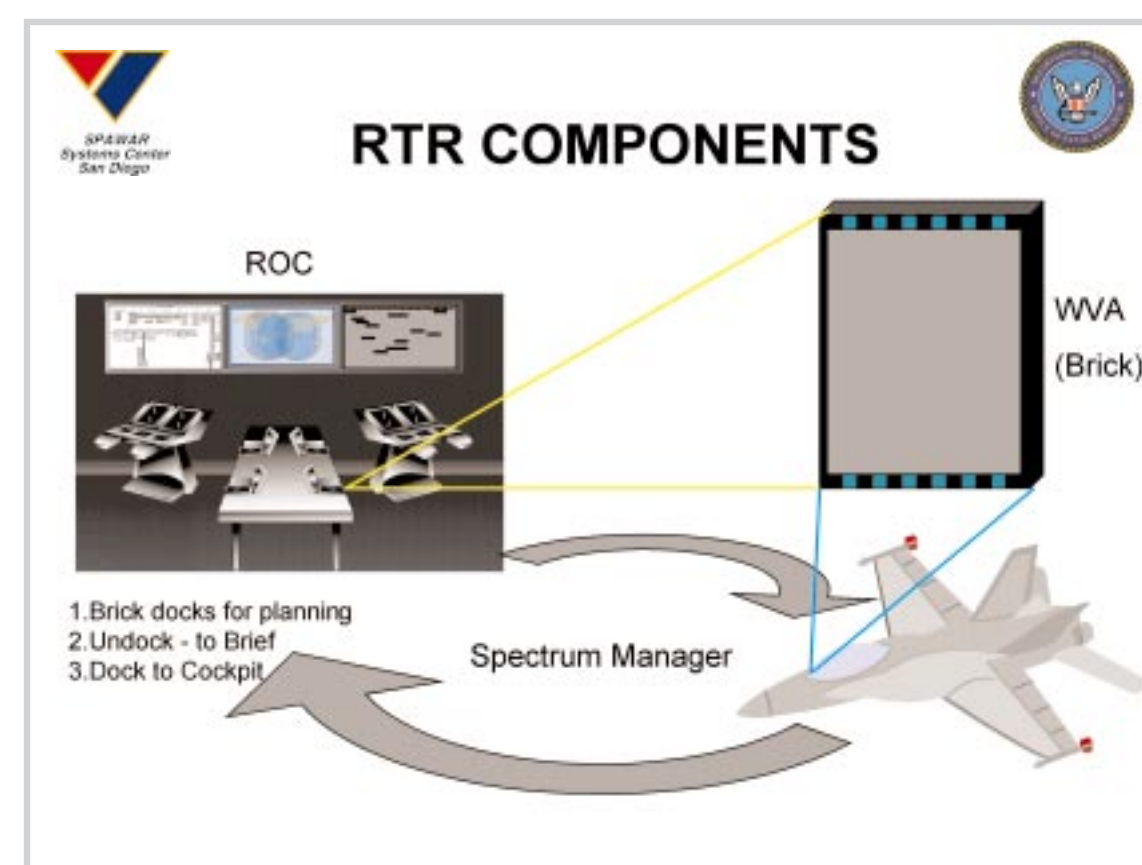 SPAWAR
Systems Center
San Diego
RTR COMPONENTS
ROC
WVA
(Brick)
1.Brick docks for planning
2.Undock - to Brief
3.Dock to Cockpit
Spectrum Manager